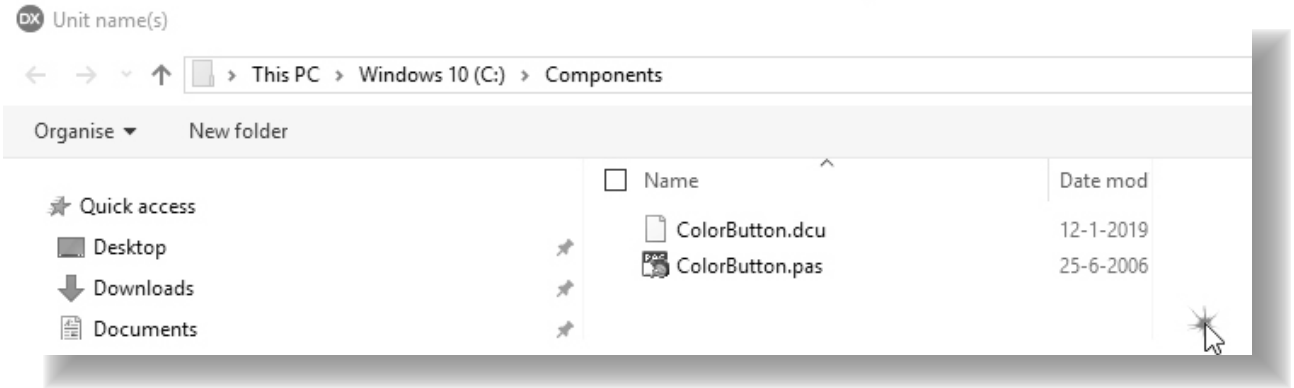 DX Unit name(s)
This PC > Windows 10 (C:) > Components
Organise New folder
Name Date mod
Quick access
ColorButton.dcu 12-1-2019
Desktop
ColorButton.pas 25-6-2006
Downloads
Documents